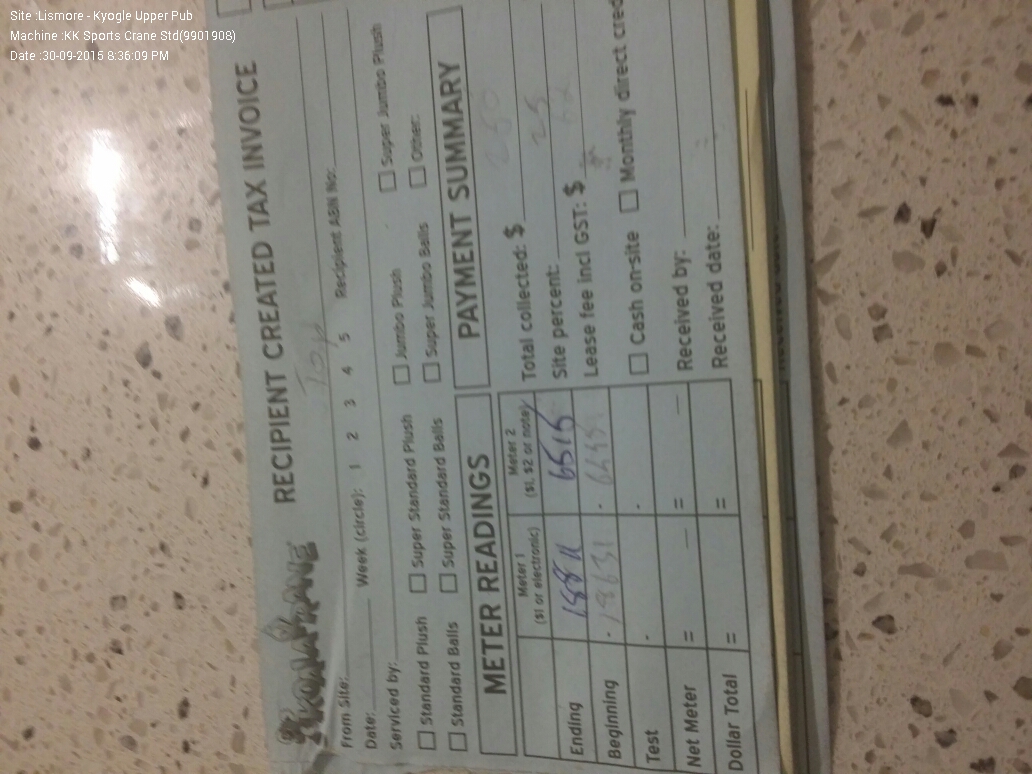 Site :Lismore - Kyogle Upper Pub
Machine :KK Sports Crane Std(9901908)
Date :30-09-2015 8:36:09 PM
RECIPIENT CREATED TAX INVOICE
From Site: Top
Date: Week (circle): 1 2 3 4 5 Recipient ABN No:
Serviced by:
Standard Plush Super Standard Plush Jumbo Plush Super Jumbo Plush
Standard Balls Super Standard Balls Super Jumbo Balls Other:
METER READINGS
Meter 1
($1 or electronic)
Meter 2
($1, $2 or note)
Ending 6515
Beginning 18631
Test
Net Meter = — = —
Dollar Total = =
PAYMENT SUMMARY
Total collected: $ 260
Site percent: 25
Lease fee incl GST: $
Cash on-site Monthly direct cred
Received by:
Received date: